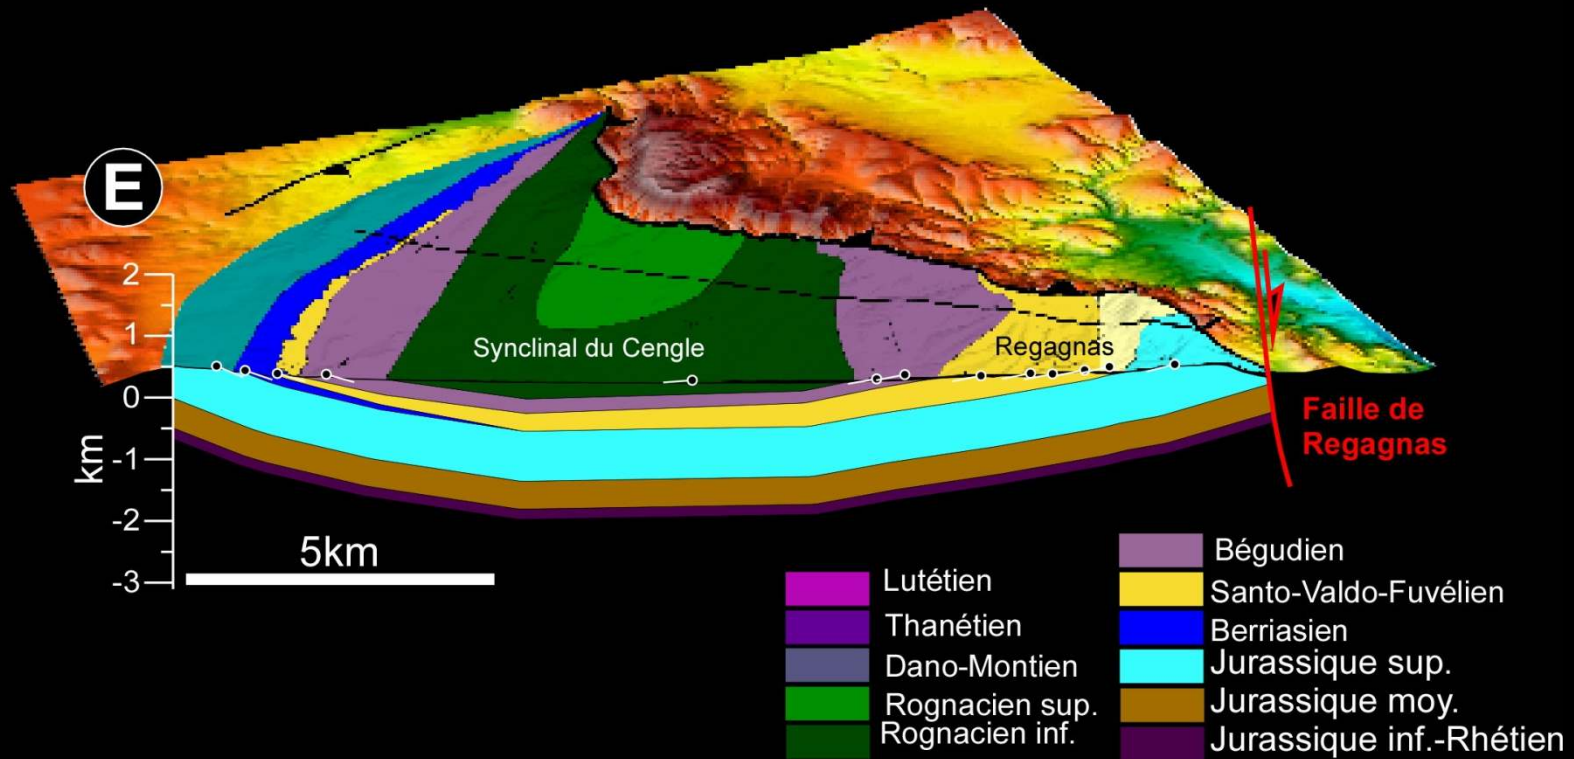 E
2
1
0
-1
-2
-3
km
5km
Synclinal du Cengle
Regagnas
Faille de
Regagnas
Lutétien
Thanétien
Dano-Montien
Rognacien sup.
Rognacien inf.
Bégudien
Santo-Valdo-Fuvélien
Berriasien
Jurassique sup.
Jurassique moy.
Jurassique inf.-Rhétien